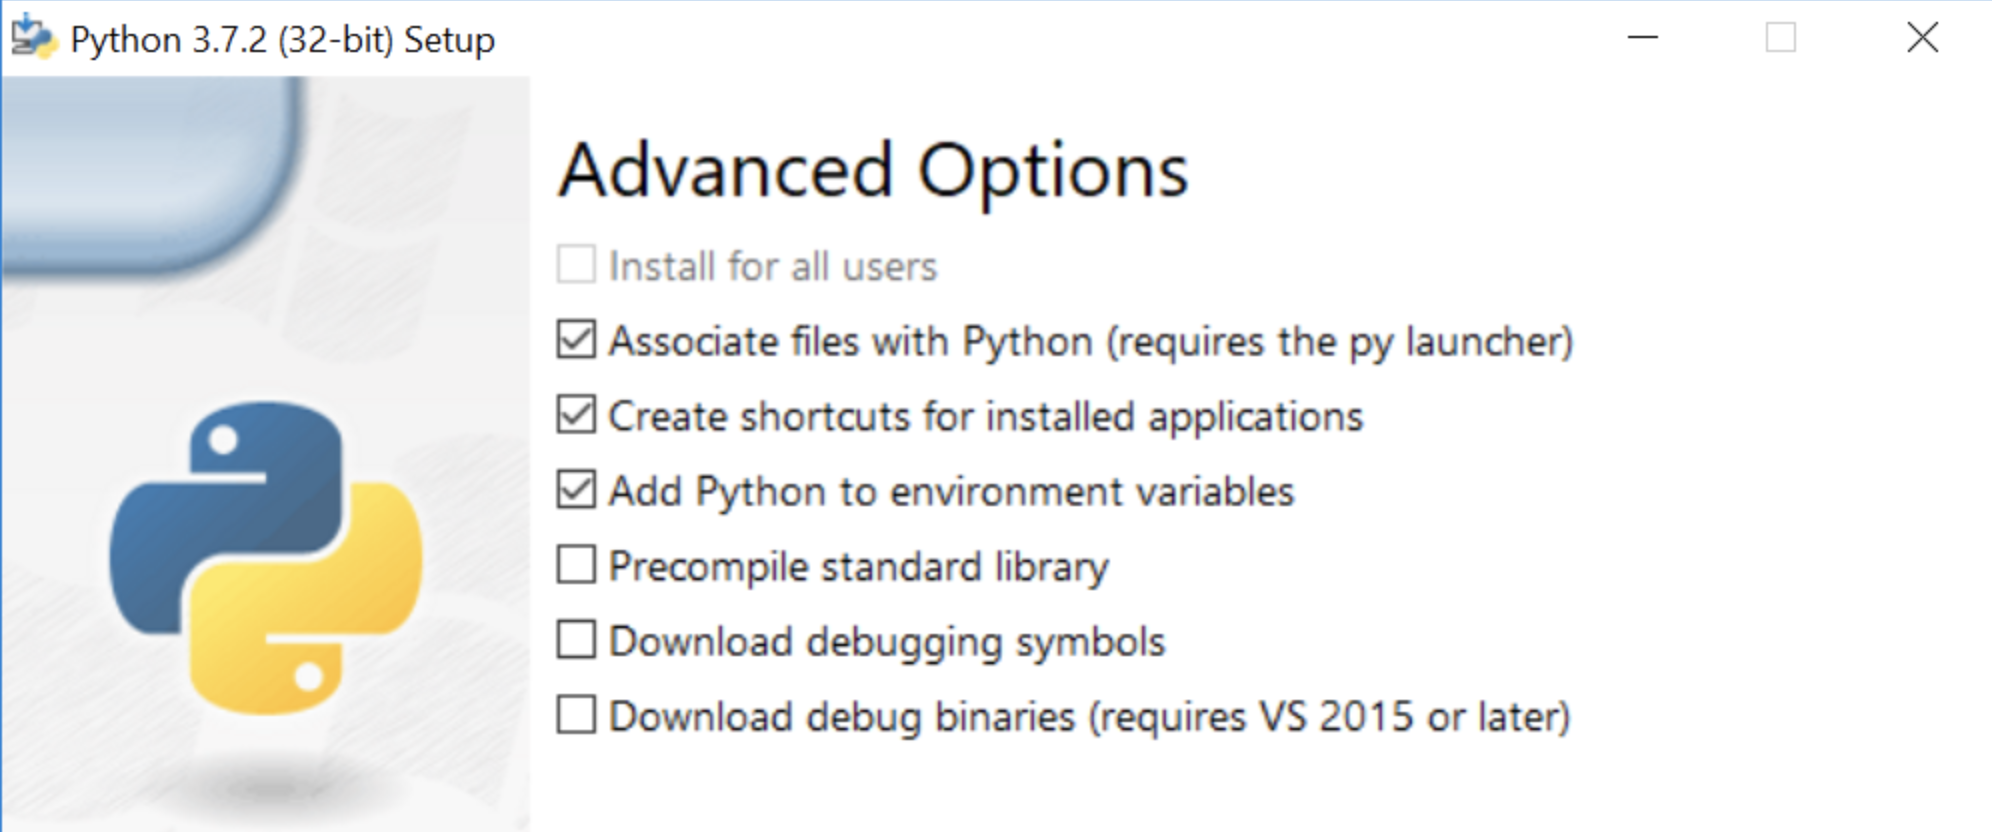 Python 3.7.2 (32-bit) Setup
Advanced Options
Install for all users
Associate files with Python (requires the py launcher)
Create shortcuts for installed applications
Add Python to environment variables
Precompile standard library
Download debugging symbols
Download debug binaries (requires VS 2015 or later)